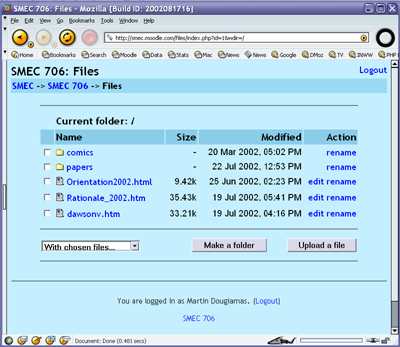 SMEC 706: Files - Mozilla {Build ID: 2002081716}
File Edit View Go Bookmarks Tools Window Help
http://smec.moodle.com/files/index.php?id=1&wdir=/
Home Bookmarks Search Moodle WCT MacNews News Google DMoz TV INWW PHP
SMEC 706: Files Logout
SMEC -> SMEC 706 -> Files
Current folder: /
Name Size Modified Action
comics - 20 Mar 2002, 05:02 PM rename
papers - 22 Jul 2002, 12:53 PM rename
Orientation2002.html 9.42k 25 Jun 2002, 02:23 PM edit rename
Rationale_2002.htm 35.43k 19 Jul 2002, 05:41 PM edit rename
dawsonv.htm 33.21k 19 Jul 2002, 04:16 PM edit rename
With chosen files... Make a folder Upload a file
You are logged in as Martin Dougiamas. (Logout)
SMEC 706
Document: Done (0.481 secs)